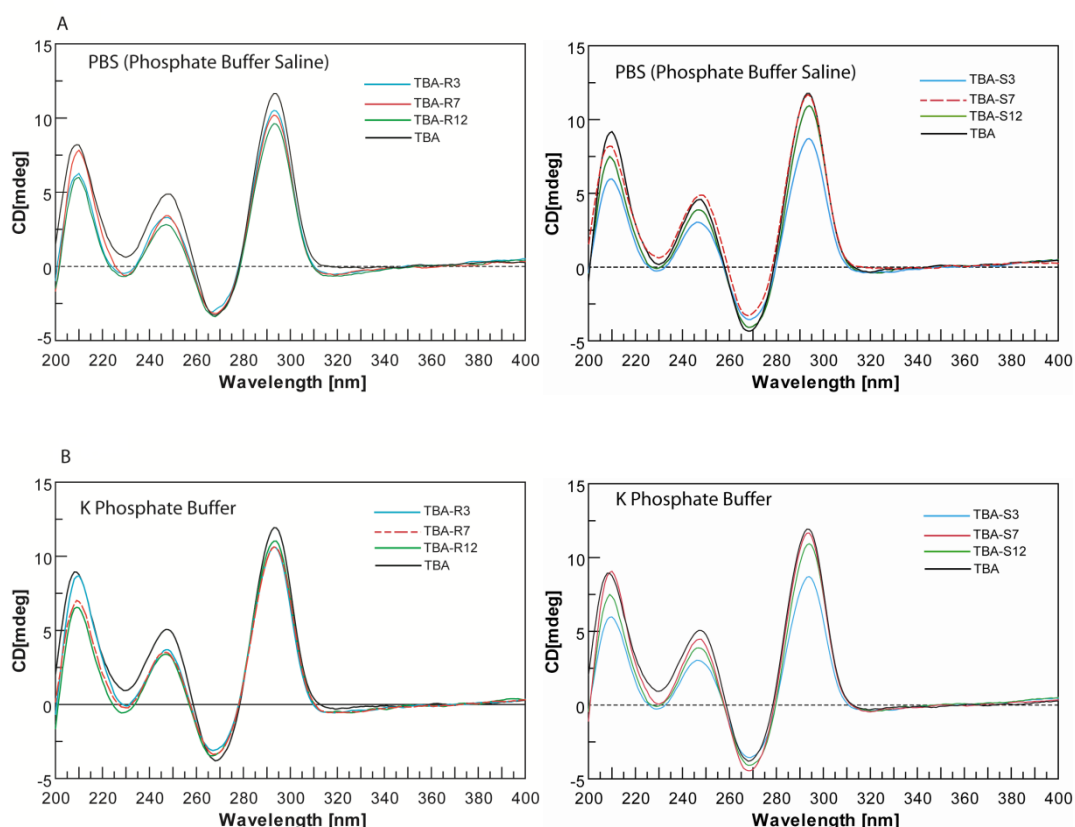 A
PBS (Phosphate Buffer Saline)
TBA-R3
TBA-R7
TBA-R12
TBA
CD[mdeg]
15
10
5
0
-5
200 220 240 260 280 300 320 340 360 380 400
Wavelength [nm]
PBS (Phosphate Buffer Saline)
TBA-S3
TBA-S7
TBA-S12
TBA
CD[mdeg]
15
10
5
0
-5
200 220 240 260 280 300 320 340 360 380 400
Wavelength [nm]
B
K Phosphate Buffer
TBA-R3
TBA-R7
TBA-R12
TBA
CD[mdeg]
15
10
5
0
-5
200 220 240 260 280 300 320 340 360 380 400
Wavelength [nm]
K Phosphate Buffer
TBA-S3
TBA-S7
TBA-S12
TBA
CD[mdeg]
15
10
5
0
-5
200 220 240 260 280 300 320 340 360 380 400
Wavelength [nm]